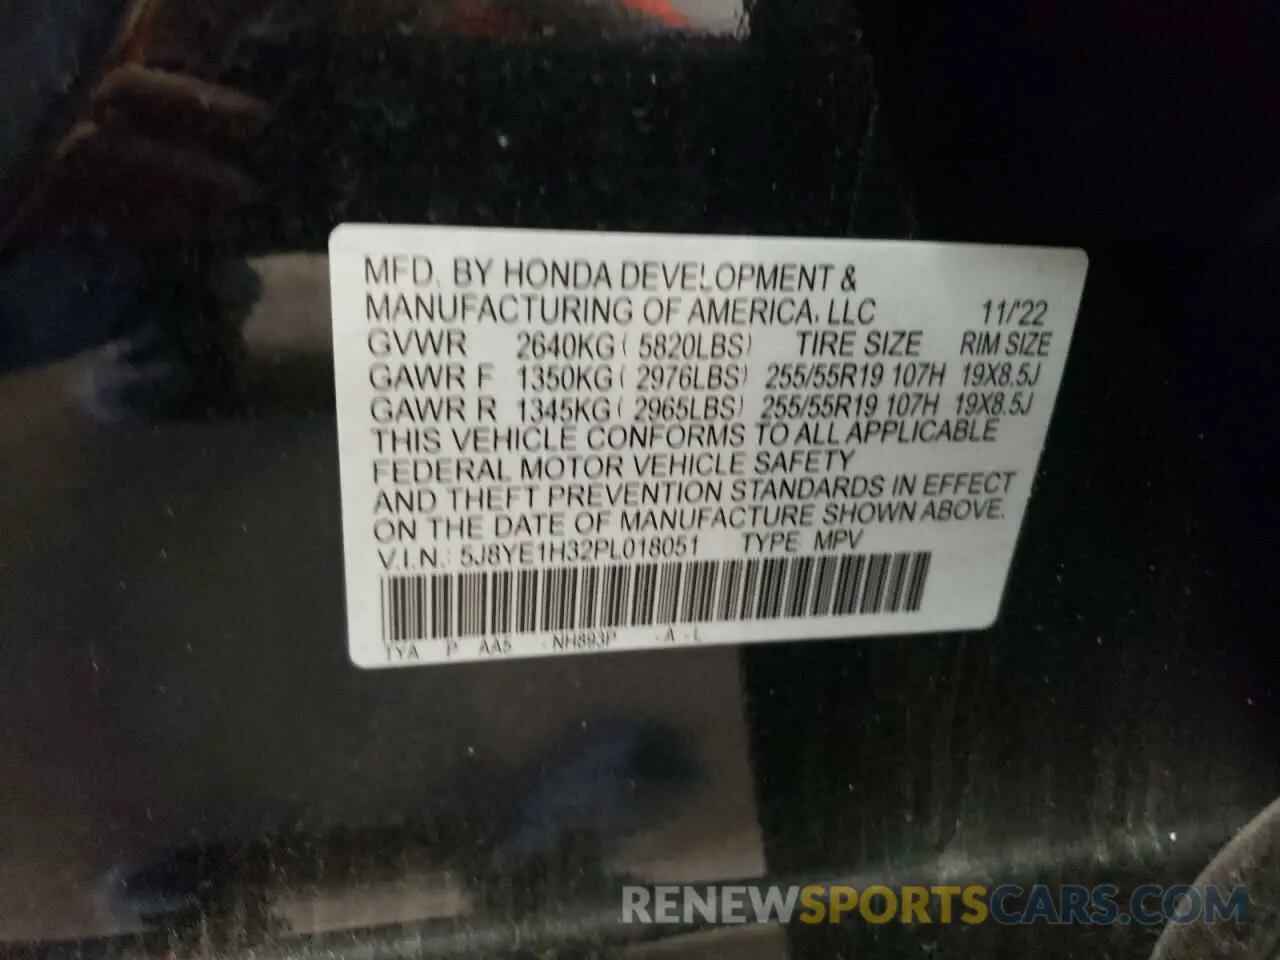 MFD. BY HONDA DEVELOPMENT &
MANUFACTURING OF AMERICA, LLC 11/'22
GVWR 2640KG ( 5820LBS) TIRE SIZE RIM SIZE
GAWR F 1350KG ( 2976LBS) 255/55R19 107H 19X8.5J
GAWR R 1345KG ( 2965LBS) 255/55R19 107H 19X8.5J
THIS VEHICLE CONFORMS TO ALL APPLICABLE
FEDERAL MOTOR VEHICLE SAFETY
AND THEFT PREVENTION STANDARDS IN EFFECT
ON THE DATE OF MANUFACTURE SHOWN ABOVE.
V.I.N.: 5J8YE1H32PL018051 TYPE MPV
TYA P AA5 - NH893P - A - L
RENEWSPORTSCARS.COM